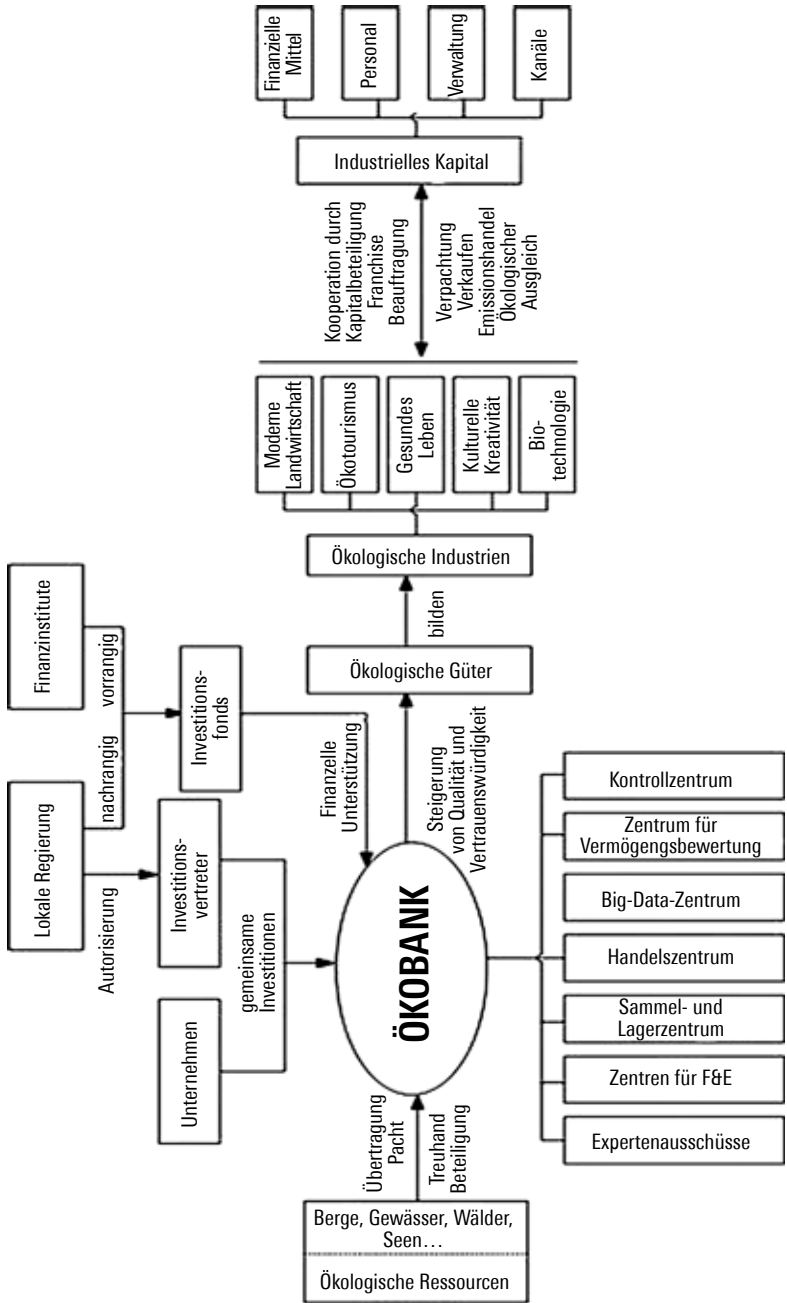 Lokale Regierung
Finanzinstitute
nachrangig
vorrangig
Autorisierung
Unternehmen
Investitions-
vertreter
Investitions-
fonds
gemeinsame
Investitionen
Finanzelle
Unterstützung
Berge, Gewässer, Wälder,
Seen…
Ökologische Ressourcen
Übertragung
Pacht
Treuhand
Beteiligung
ÖKOBANK
Steigerung
von Qualität und
Vertrauenswürdigkeit
Ökologische Güter
bilden
Ökologische Industrien
Moderne
Landwirtschaft
Ökotourismus
Gesundes
Leben
Kulturelle
Kreativität
Bio-
technologie
Kooperation durch
Kapitalbeteiligung
Franchise
Beauftragung
Verpachtung
Verkaufen
Emissionshandel
Ökologischer
Ausgleich
Industrielles Kapital
Finanzielle
Mittel
Personal
Verwaltung
Kanäle
Expertenausschüsse
Zentren für F&E
Sammel- und
Lagerzentrum
Handelszentrum
Big-Data-Zentrum
Zentrum für
Vermögengsbewertung
Kontrollzentrum